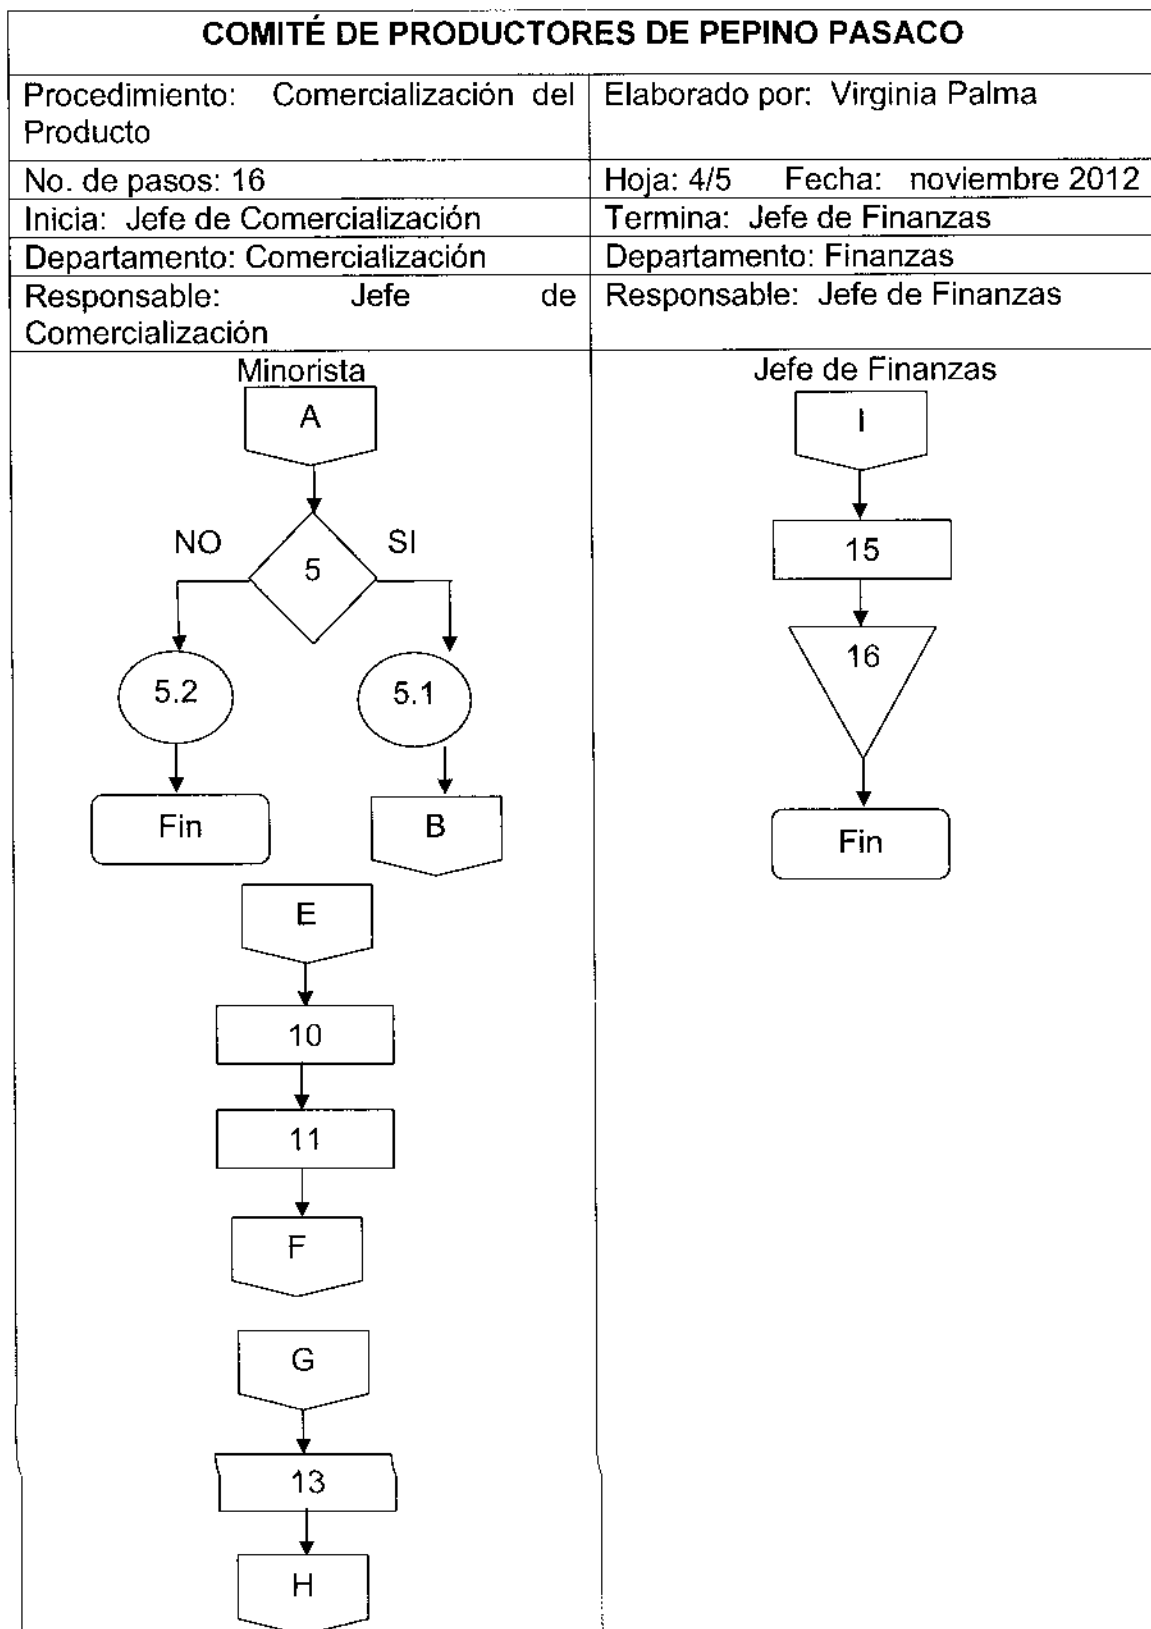 COMITÉ DE PRODUCTORES DE PEPINO PASACO
Procedimiento: Comercialización del
Producto
Elaborado por: Virginia Palma
No. de pasos: 16
Hoja: 4/5 Fecha: noviembre 2012
Inicia: Jefe de Comercialización
Termina: Jefe de Finanzas
Departamento: Comercialización
Departamento: Finanzas
Responsable: Jefe de
Comercialización
Responsable: Jefe de Finanzas
Minorista
A
NO
SI
5
5.2
5.1
Fin
B
E
10
11
F
G
13
H
Jefe de Finanzas
I
15
16
Fin